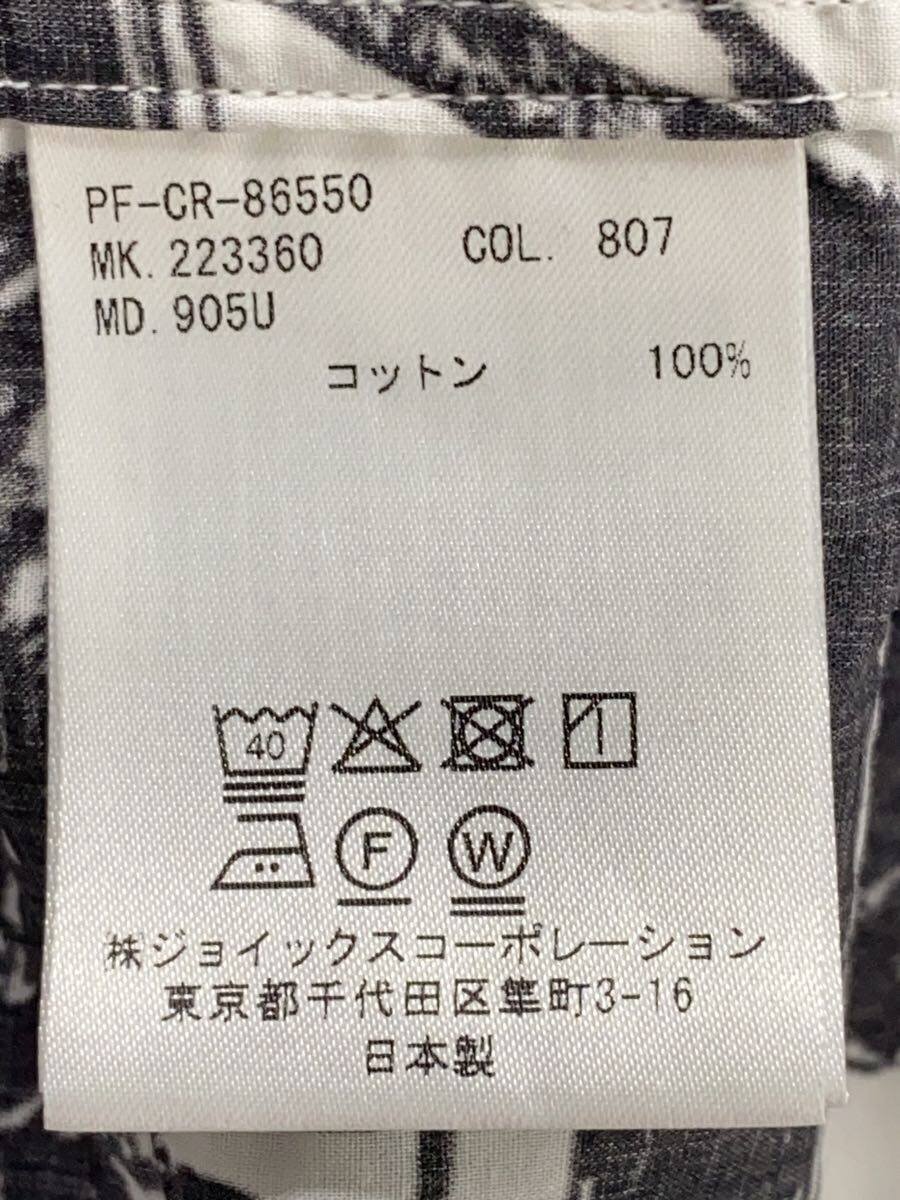 PF-CR-86550
MK. 223360 COL. 807
MD. 905U
コットン 100%
40
F W
株ジョイックスコーポレーション
東京都千代田区隼町3-16
日本製